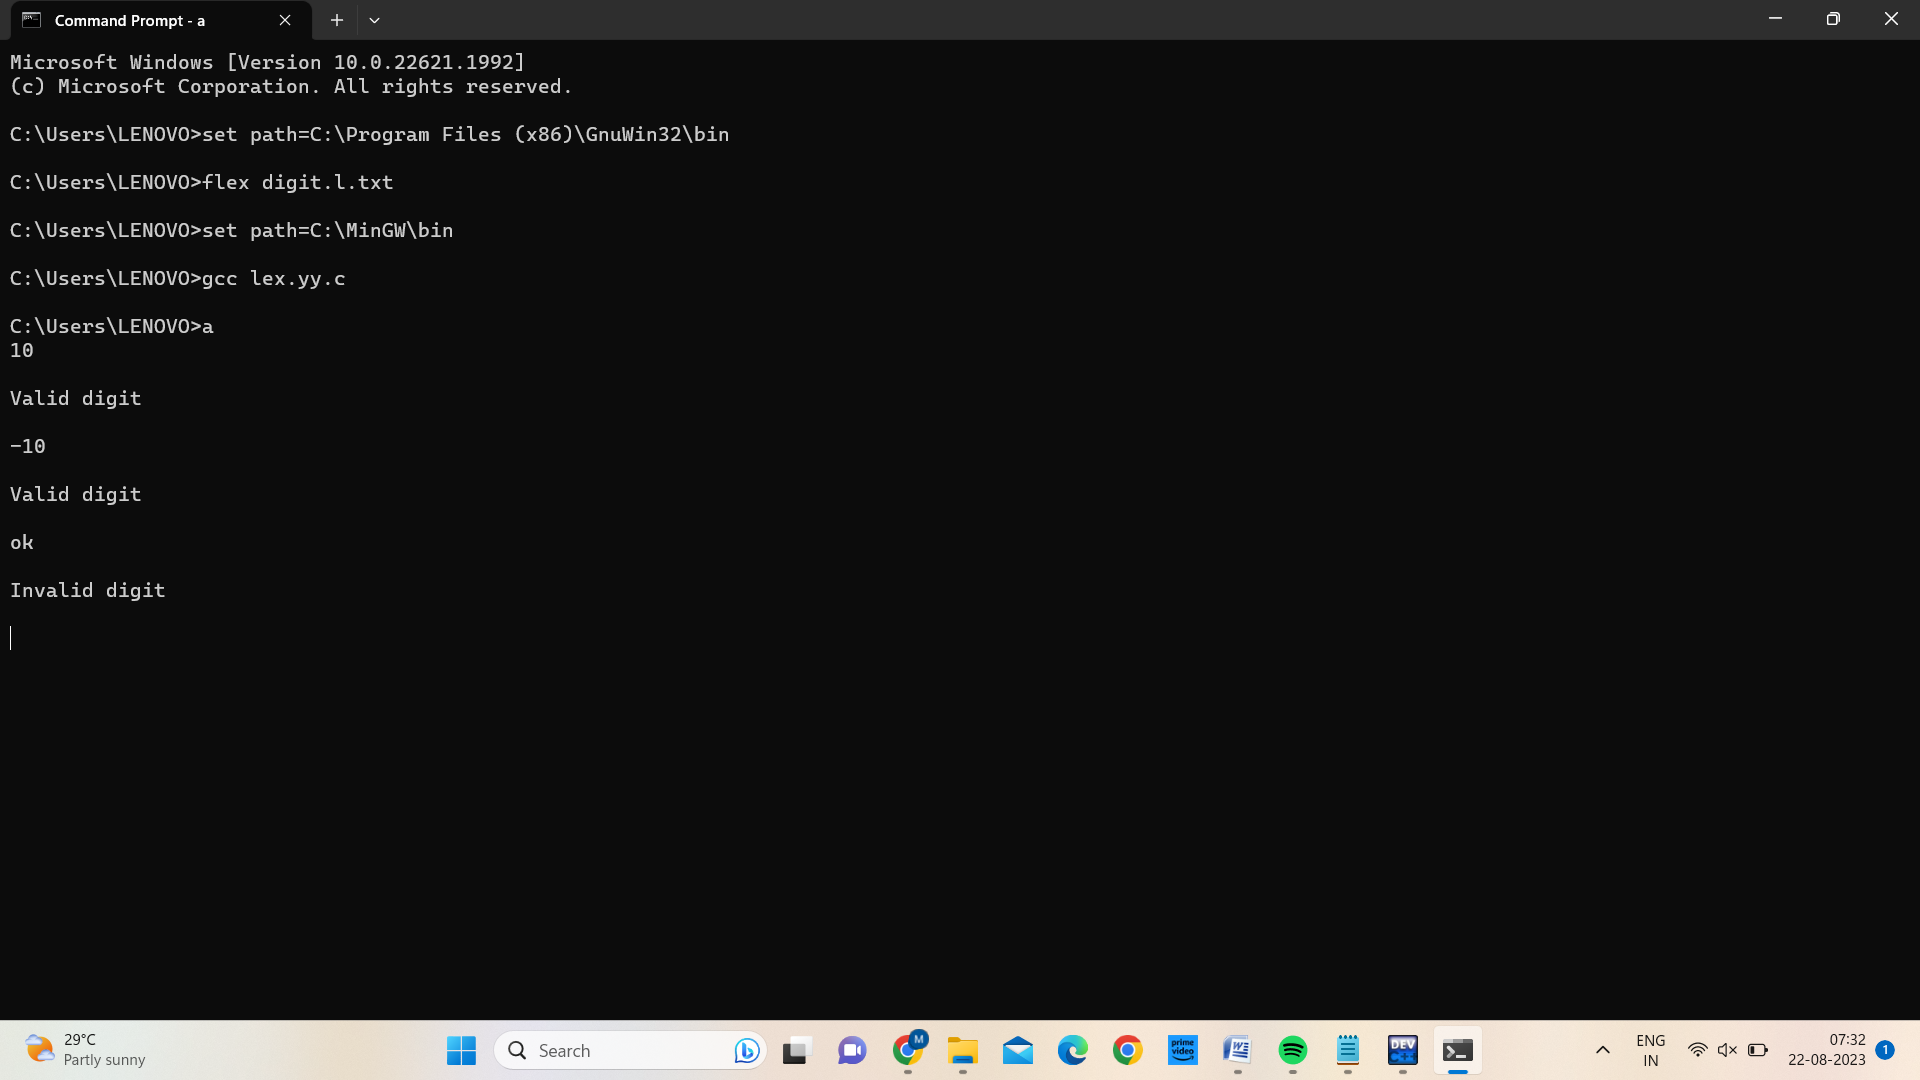 Command Prompt - a
Microsoft Windows [Version 10.0.22621.1992]
(c) Microsoft Corporation. All rights reserved.
C:\Users\LENOVO>set path=C:\Program Files (x86)\GnuWin32\bin
C:\Users\LENOVO>flex digit.l.txt
C:\Users\LENOVO>set path=C:\MinGW\bin
C:\Users\LENOVO>gcc lex.yy.c
C:\Users\LENOVO>a
10
Valid digit
-10
Valid digit
ok
Invalid digit
29°C
Partly sunny
Search
M
prime video
W
DEV C++
ENG
IN
07:32
22-08-2023
1